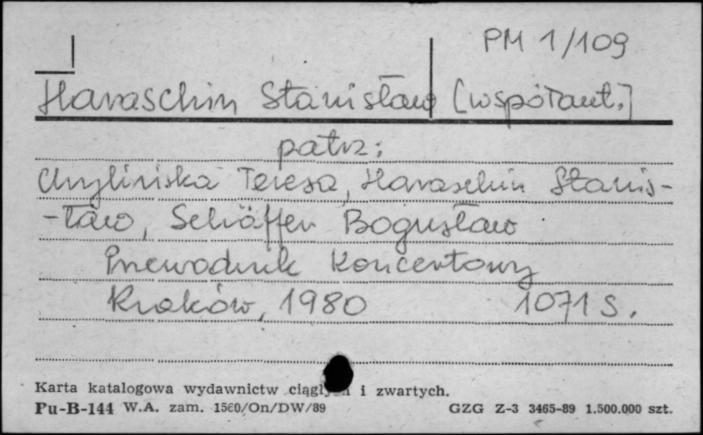 PM 1/109
Haraschin Stanisław [współaut.]
patrz:
Chylińska Teresa, Haraschin Stanis-
-ław, Schäffer Bogusław
Przewodnik Koncertowy
Kraków, 1980 1071 s.
Karta katalogowa wydawnictw i zwartych.
Pu-B-144 W.A. zam. 1560/On/DW/89 GZG Z-3 3465-89 1.500.000 szt.